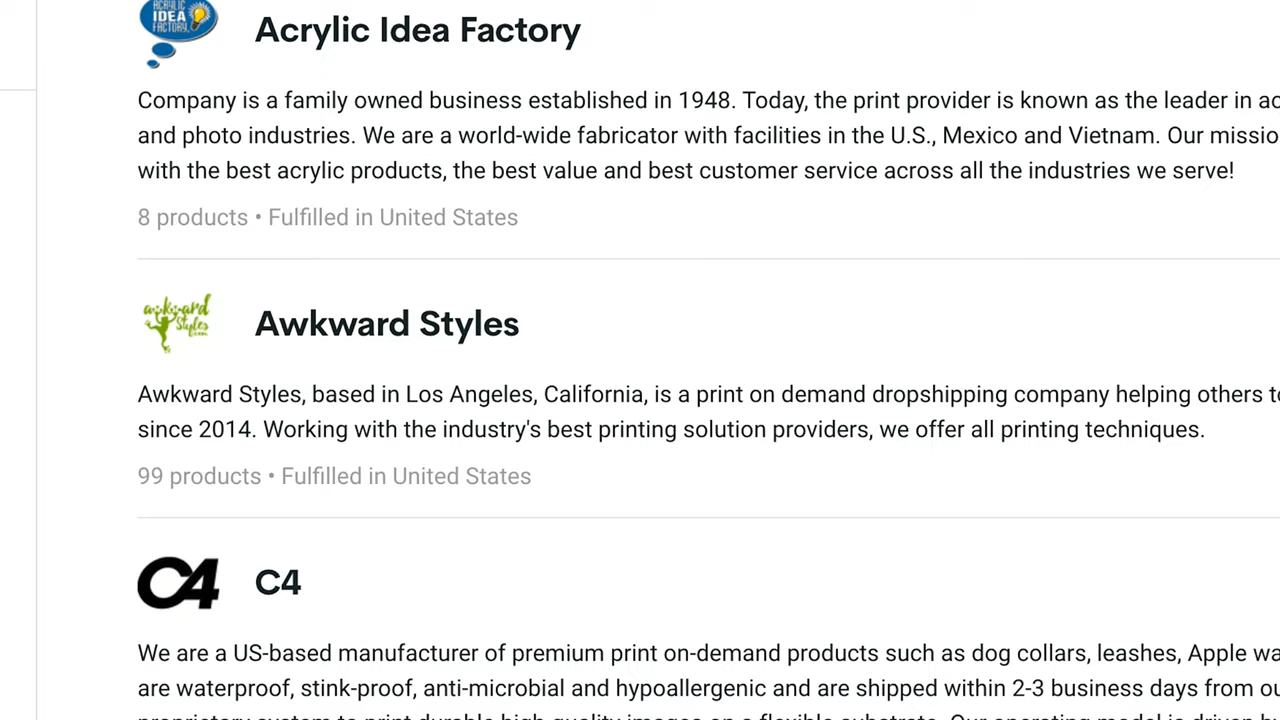 ACRYLIC
IDEA
FACTORY.
Acrylic Idea Factory
Company is a family owned business established in 1948. Today, the print provider is known as the leader in
and photo industries. We are a world-wide fabricator with facilities in the U.S., Mexico and Vietnam. Our
with the best acrylic products, the best value and best customer service across all the industries we serve!
8 products • Fulfilled in United States
awkward
Styles
Awkward Styles
Awkward Styles, based in Los Angeles, California, is a print on demand dropshipping company helping others
since 2014. Working with the industry's best printing solution providers, we offer all printing techniques.
99 products • Fulfilled in United States
C4
C4
We are a US-based manufacturer of premium print on-demand products such as dog collars, leashes, Apple
are waterproof, stink-proof, anti-microbial and hypoallergenic and are shipped within 2-3 business days from